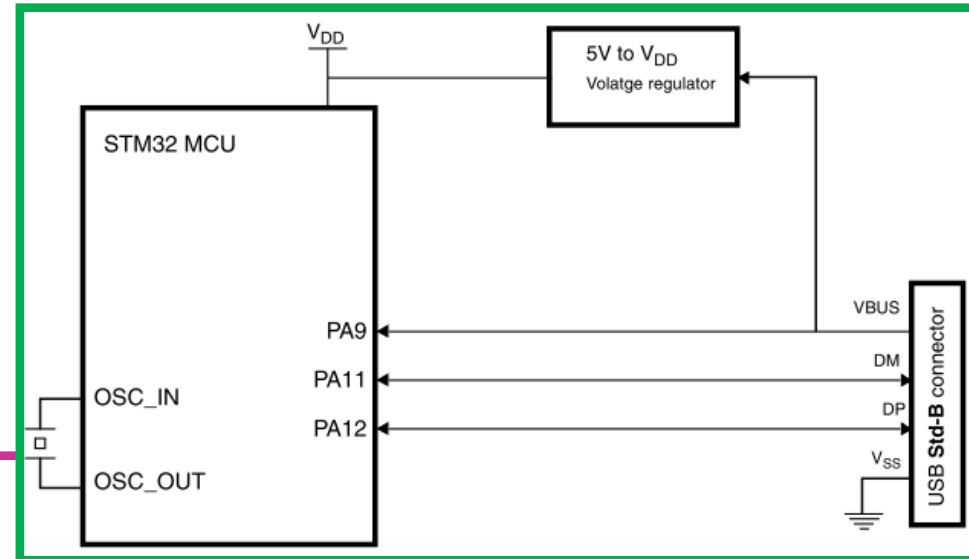 VDD
5V to VDD
Volatge regulator
STM32 MCU
VBUS
PA9
DM
PA11
OSC_IN
DP
PA12
VSS
OSC_OUT
USB Std-B connector